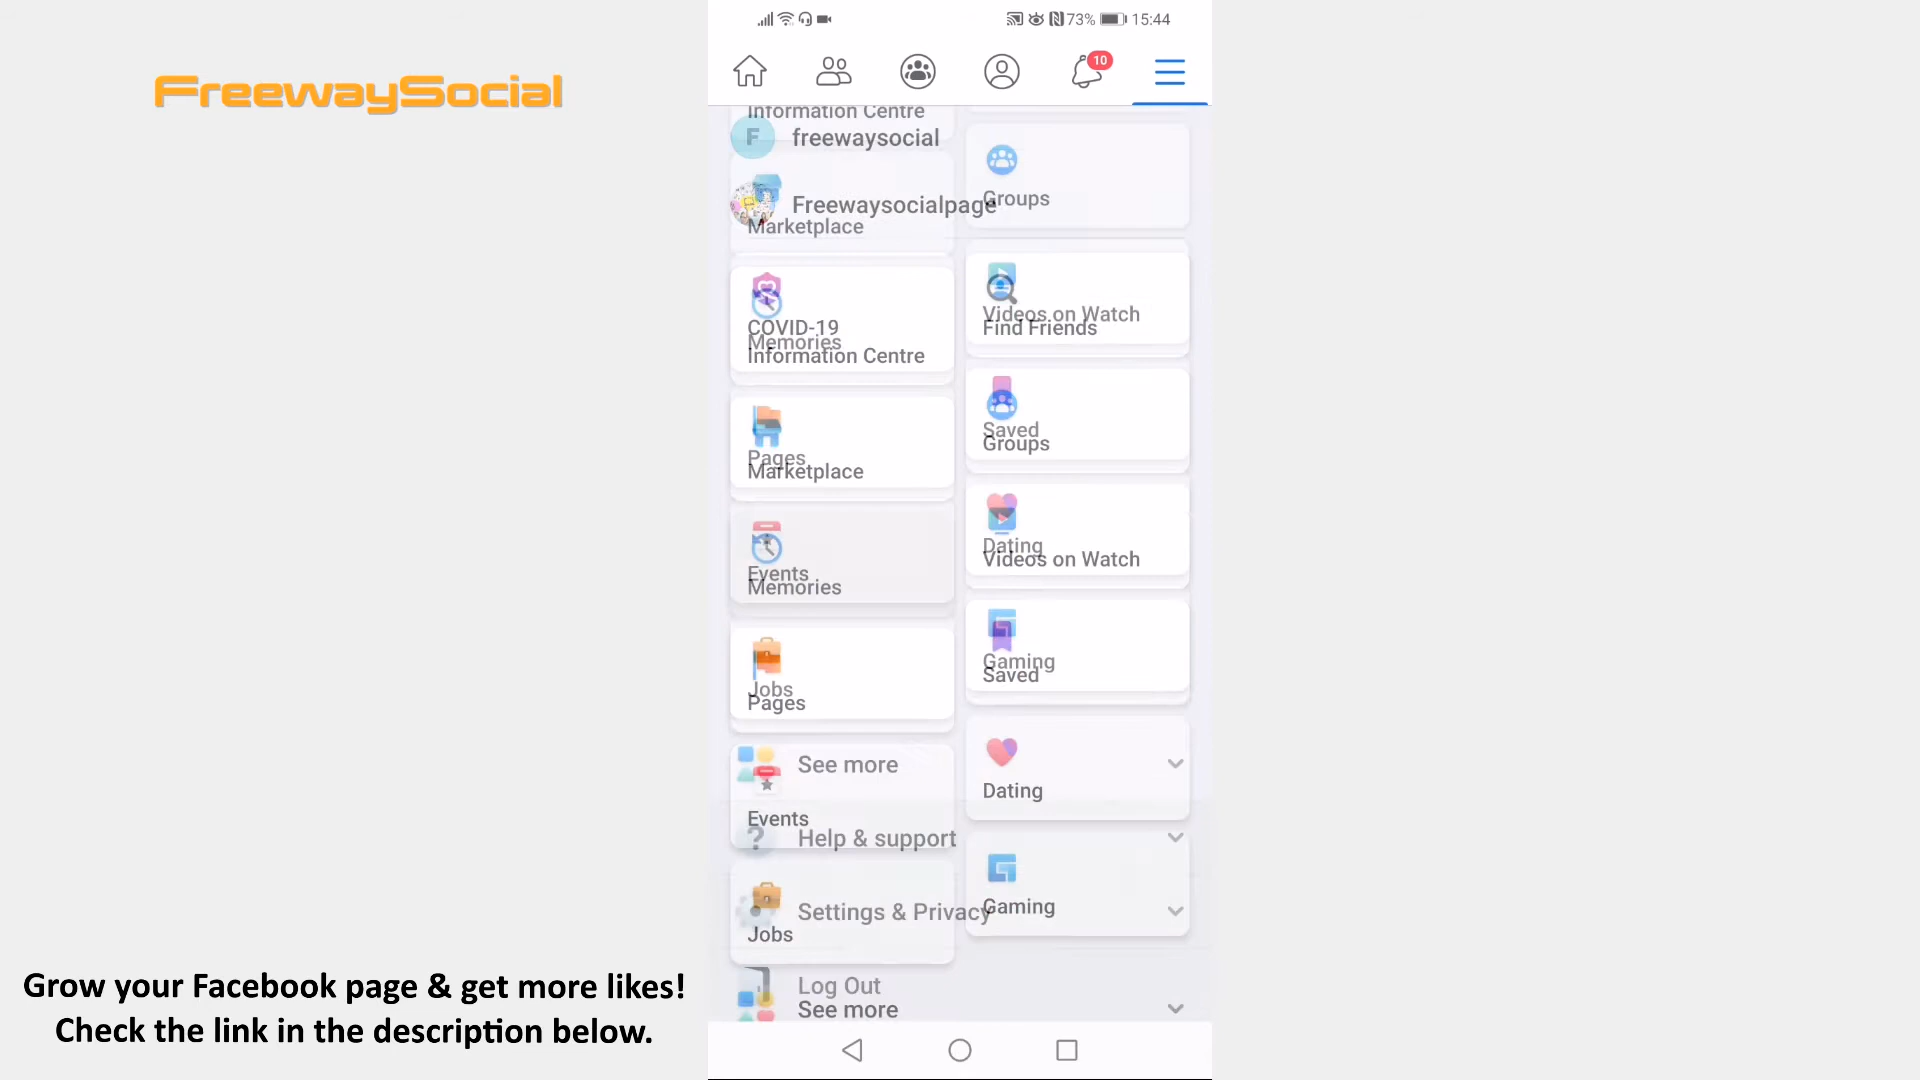 FreewaySocial
73% 15:44
10
Information Centre
freewaysocial
Freewaysocialpage
Groups
Marketplace
Videos on Watch
Find Friends
COVID-19
Memories
Information Centre
Saved
Groups
Pages
Marketplace
Dating
Videos on Watch
Events
Memories
Gaming
Saved
Jobs
Pages
See more
Dating
Events
Help & support
Settings & Privacy
Gaming
Jobs
Log Out
See more
Grow your Facebook page & get more likes!
Check the link in the description below.